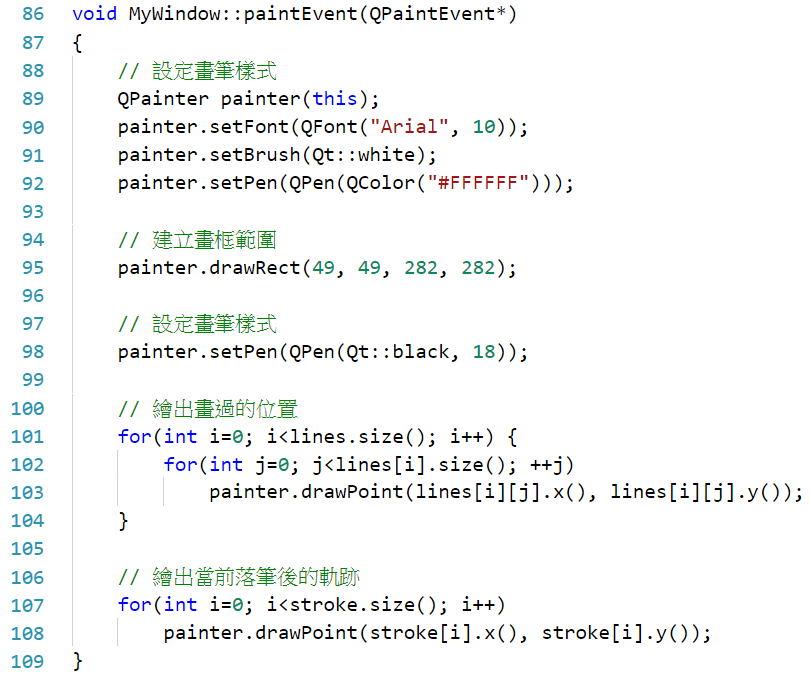 86 void MyWindow::paintEvent(QPaintEvent*)
87 {
88     // 設定畫筆樣式
89     QPainter painter(this);
90     painter.setFont(QFont("Arial", 10));
91     painter.setBrush(Qt::white);
92     painter.setPen(QPen(QColor("#FFFFFF")));
93
94     // 建立畫框範圍
95     painter.drawRect(49, 49, 282, 282);
96
97     // 設定畫筆樣式
98     painter.setPen(QPen(Qt::black, 18));
99
100     // 繪出畫過的位置
101     for(int i=0; i<lines.size(); i++) {
102         for(int j=0; j<lines[i].size(); ++j)
103             painter.drawPoint(lines[i][j].x(), lines[i][j].y());
104     }
105
106     // 繪出當前落筆後的軌跡
107     for(int i=0; i<stroke.size(); i++)
108         painter.drawPoint(stroke[i].x(), stroke[i].y());
109 }